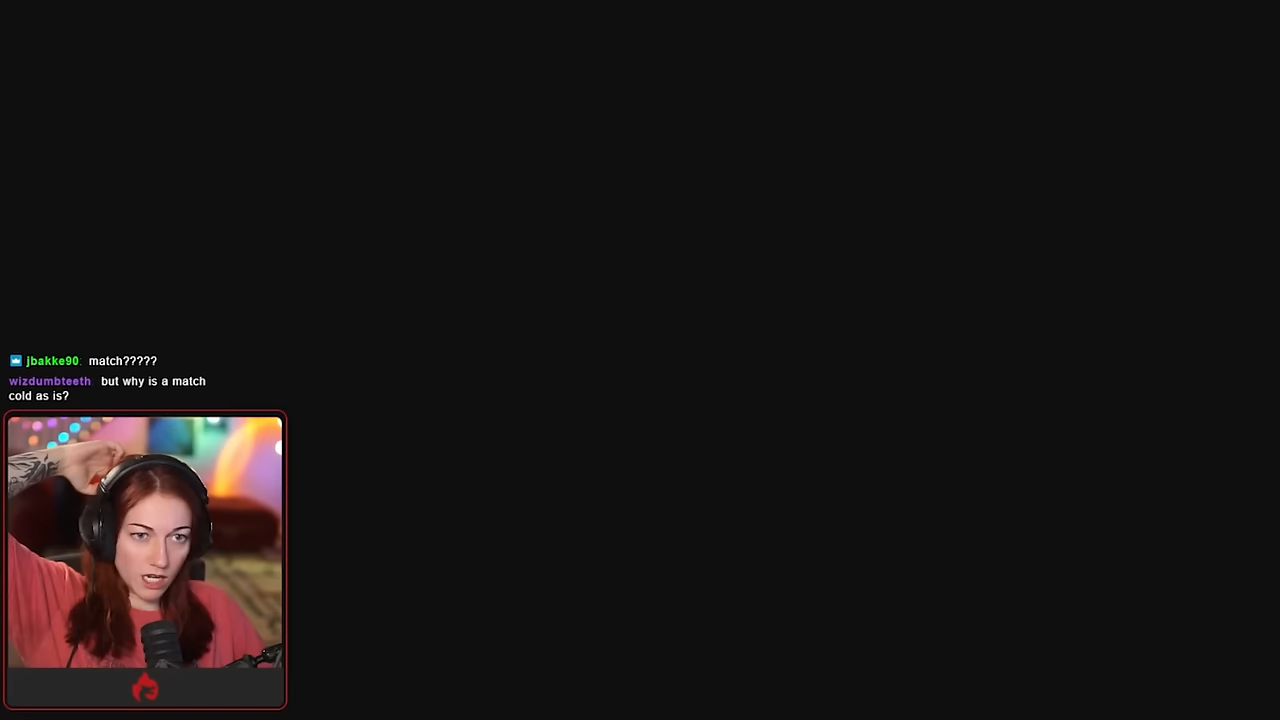 jbakke90: match?????
wizdumbteeth: but why is a match
cold as is?